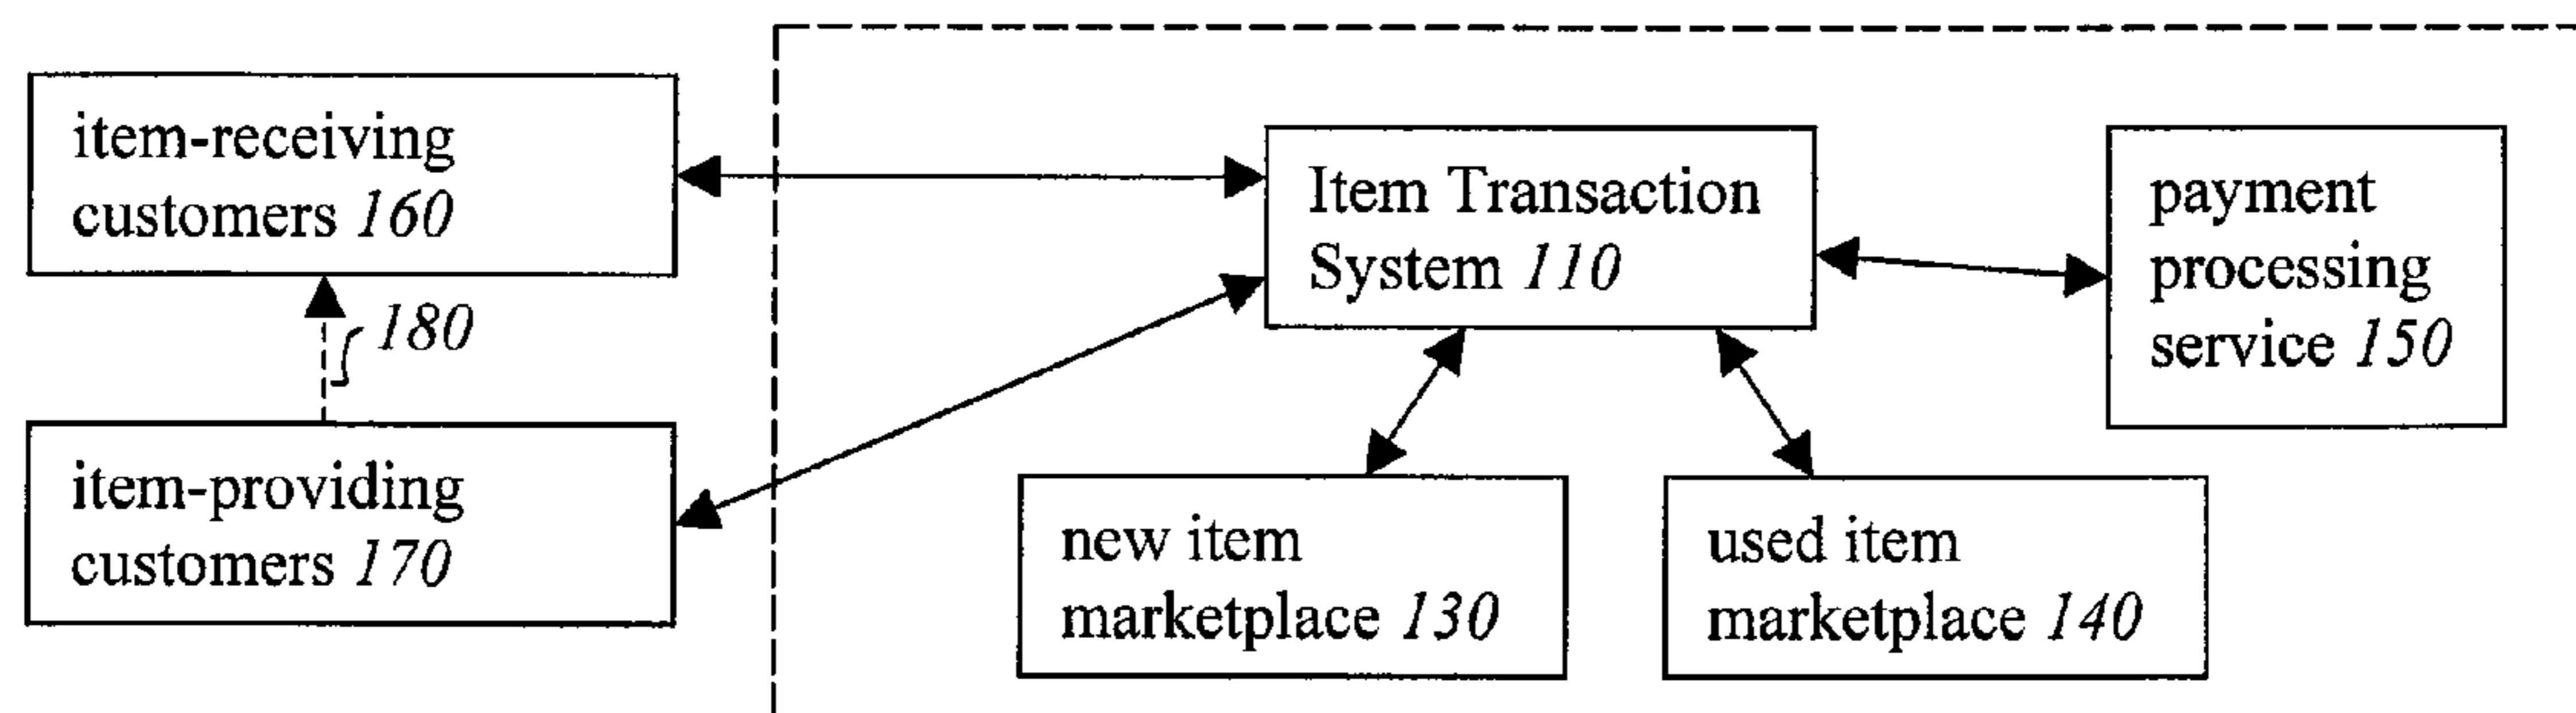 item-receiving
customers 160
180
item-providing
customers 170
Item Transaction
System 110
payment
processing
service 150
new item
marketplace 130
used item
marketplace 140